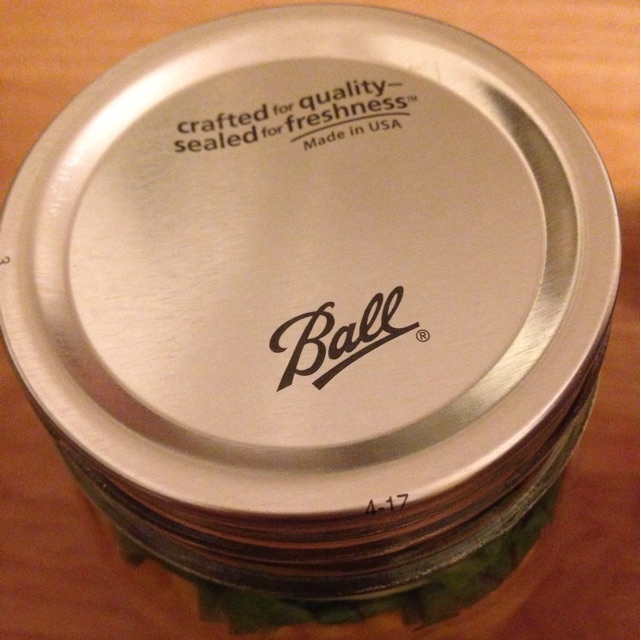 crafted for quality–
sealed for freshness™
Made in USA
Ball®
4-17
3